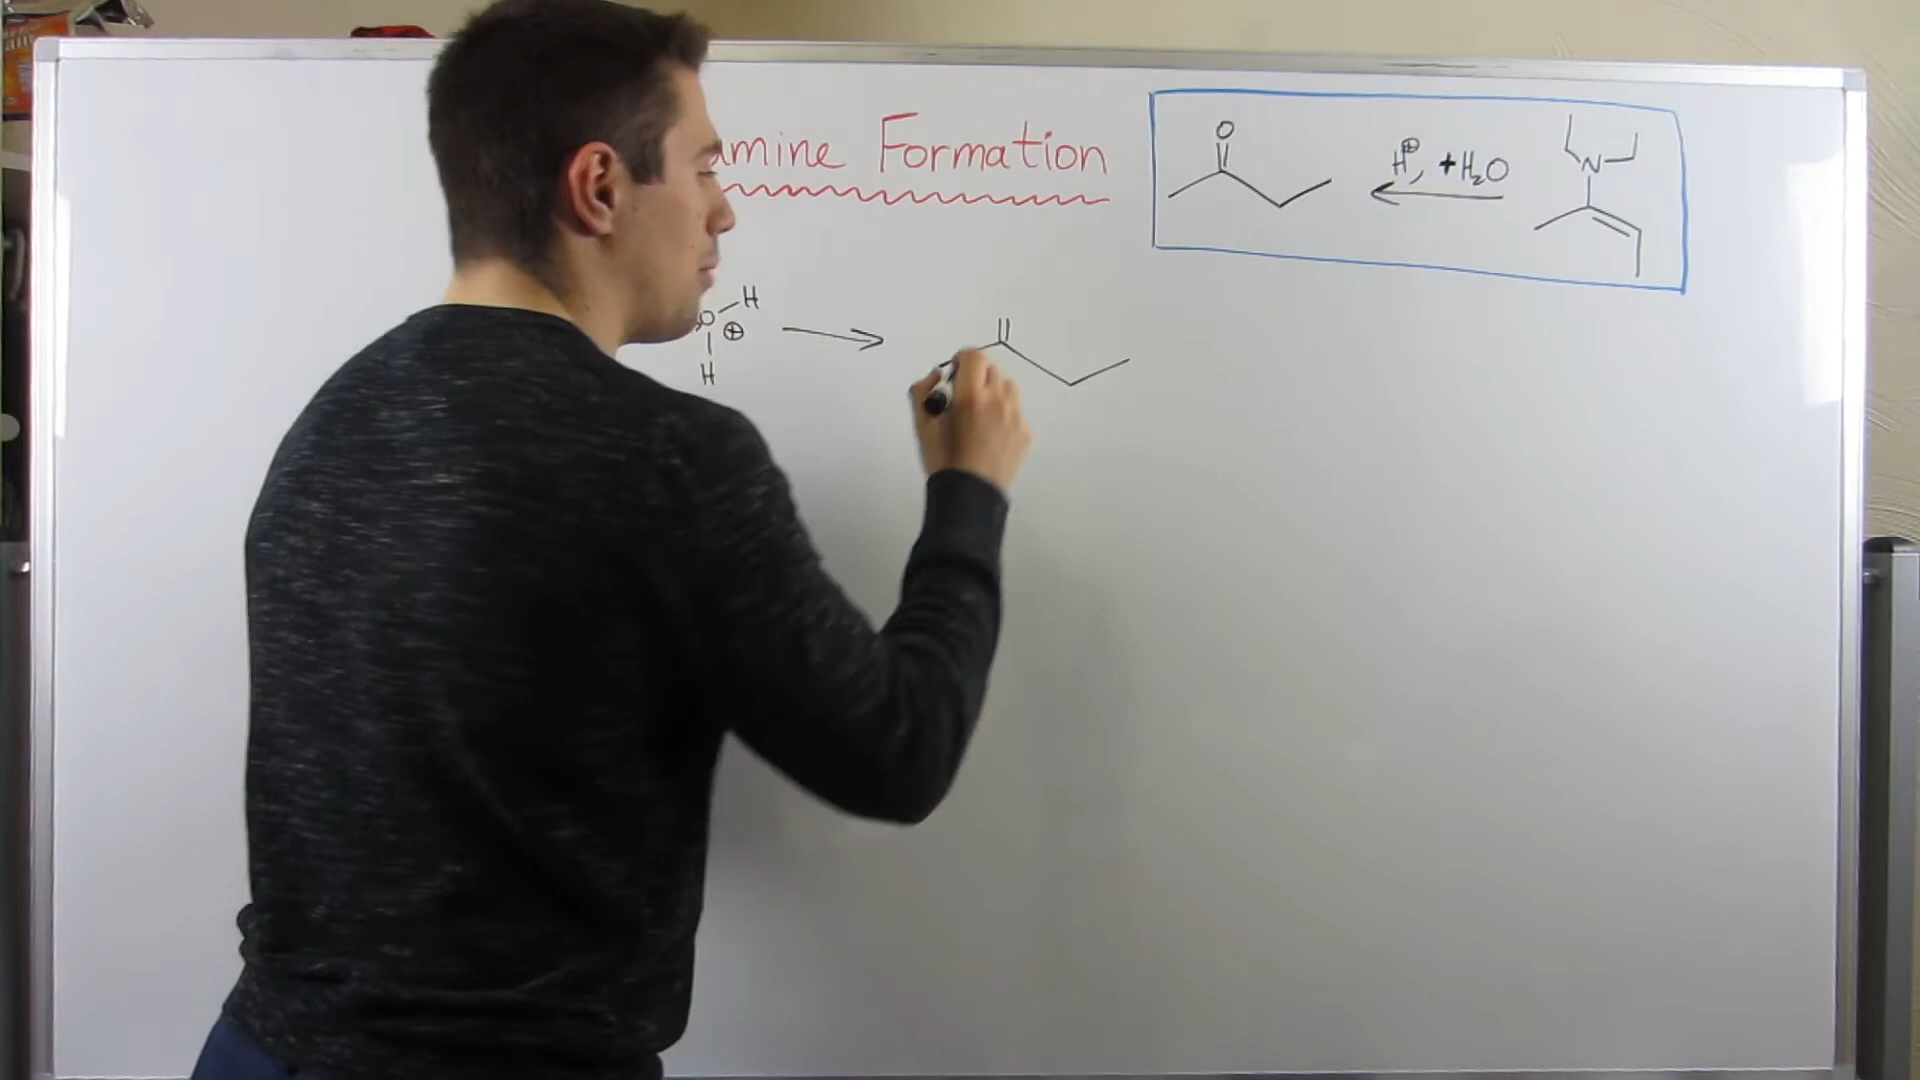 amine Formation
O
H⊕, +H₂O
N
O H
⊕
H